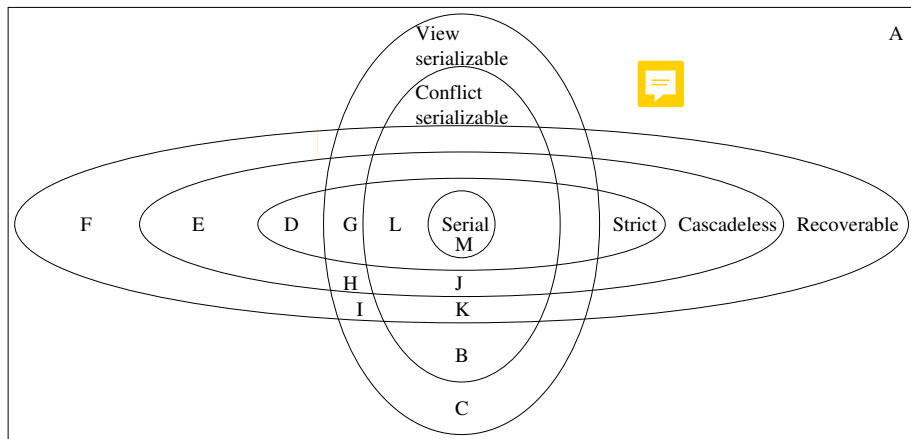 View
serializable
A
Conflict
serializable
F E D G L Serial Strict Cascadeless Recoverable
M
H J
I K
B
C